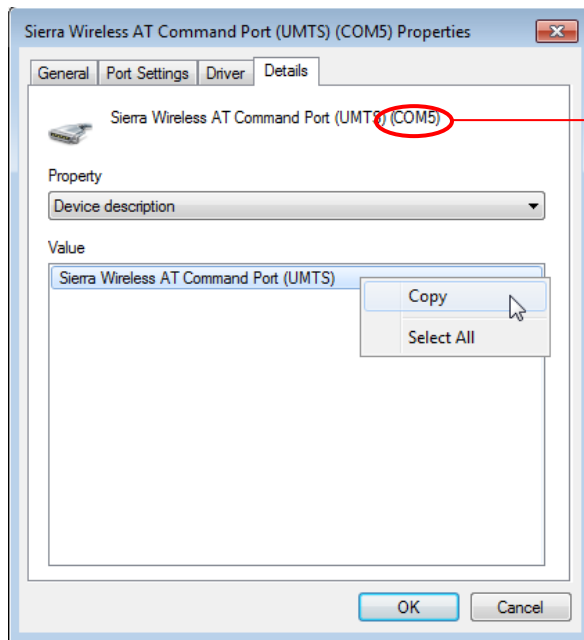 Sierra Wireless AT Command Port (UMTS) (COM5) Properties
General Port Settings Driver Details
Sierra Wireless AT Command Port (UMTS) (COM5)
Property
Device description
Value
Sierra Wireless AT Command Port (UMTS)
Copy
Select All
OK Cancel